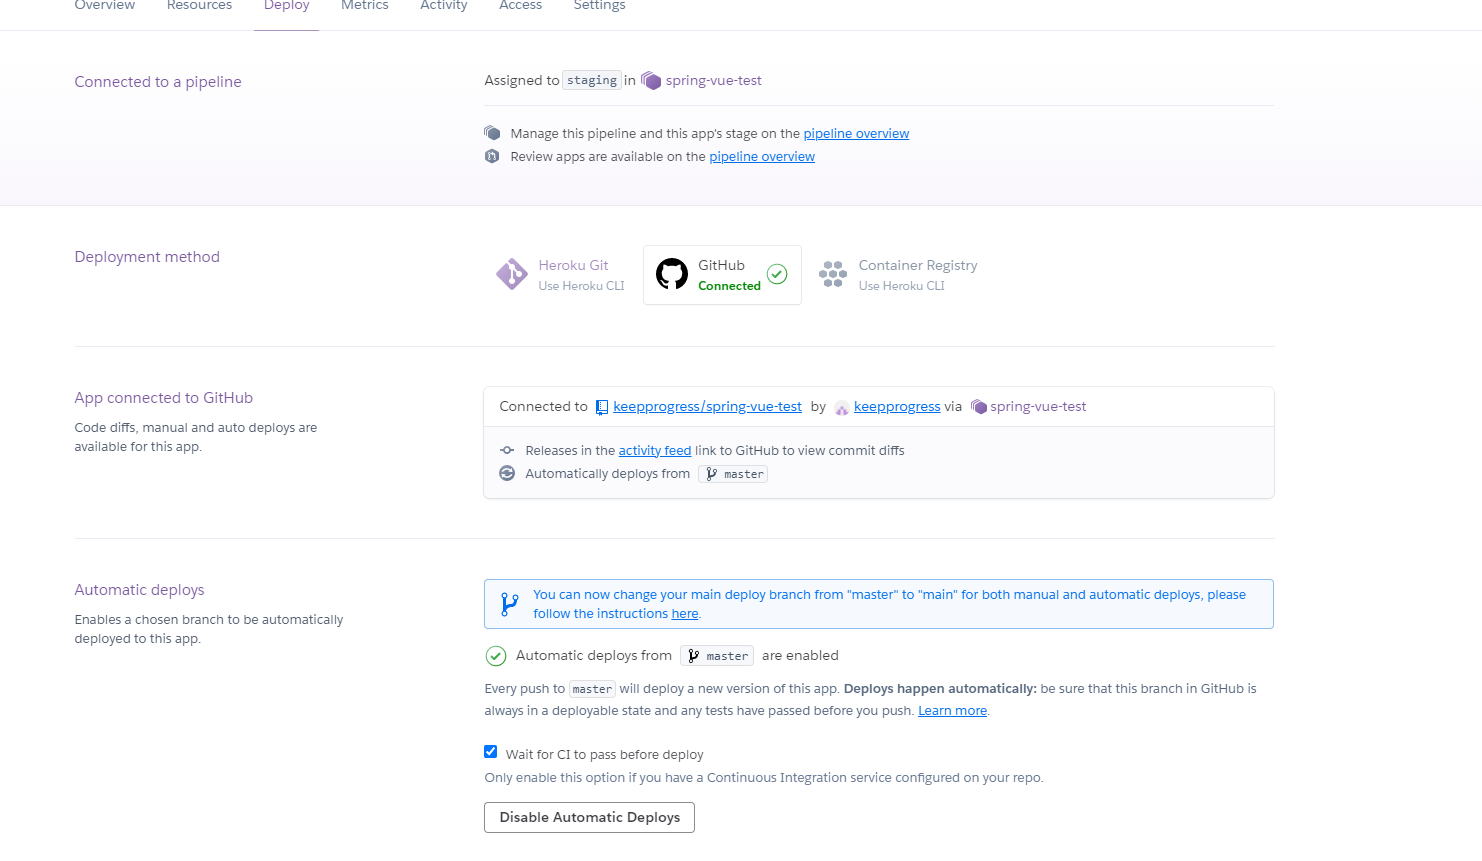 Overview Resources Deploy Metrics Activity Access Settings
Connected to a pipeline
Assigned to staging in spring-vue-test
Manage this pipeline and this app's stage on the pipeline overview
Review apps are available on the pipeline overview
Deployment method
Heroku Git
Use Heroku CLI
GitHub
Connected
Container Registry
Use Heroku CLI
App connected to GitHub
Code diffs, manual and auto deploys are
available for this app.
Connected to keepprogress/spring-vue-test by keepprogress via spring-vue-test
Releases in the activity feed link to GitHub to view commit diffs
Automatically deploys from master
Automatic deploys
Enables a chosen branch to be automatically
deployed to this app.
You can now change your main deploy branch from "master" to "main" for both manual and automatic deploys, please
follow the instructions here.
Automatic deploys from master are enabled
Every push to master will deploy a new version of this app. Deploys happen automatically: be sure that this branch in GitHub is
always in a deployable state and any tests have passed before you push. Learn more.
Wait for CI to pass before deploy
Only enable this option if you have a Continuous Integration service configured on your repo.
Disable Automatic Deploys